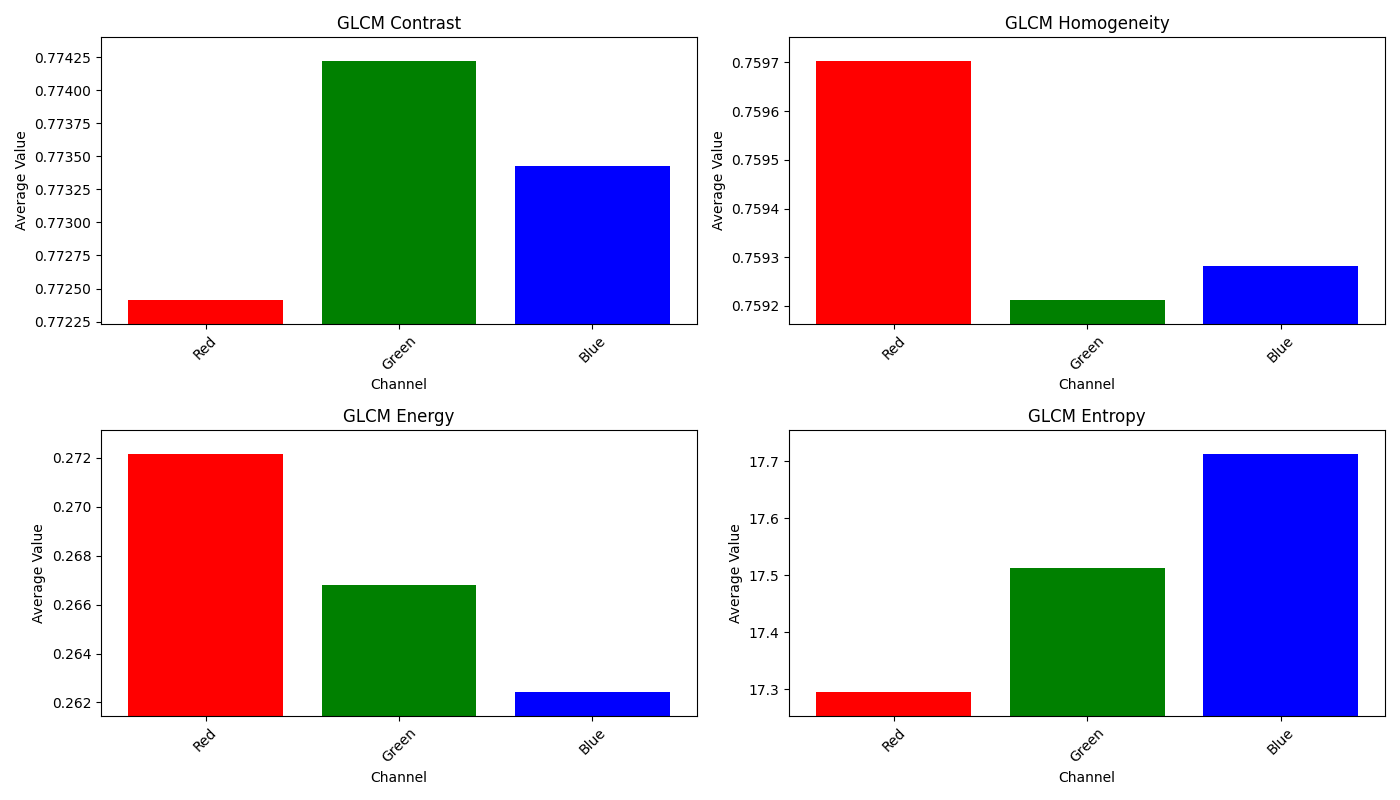 GLCM Contrast
Average Value
0.77425
0.77400
0.77375
0.77350
0.77325
0.77300
0.77275
0.77250
0.77225
Red
Green
Blue
Channel
GLCM Homogeneity
Average Value
0.7597
0.7596
0.7595
0.7594
0.7593
0.7592
Red
Green
Blue
Channel
GLCM Energy
Average Value
0.272
0.270
0.268
0.266
0.264
0.262
Red
Green
Blue
Channel
GLCM Entropy
Average Value
17.7
17.6
17.5
17.4
17.3
Red
Green
Blue
Channel